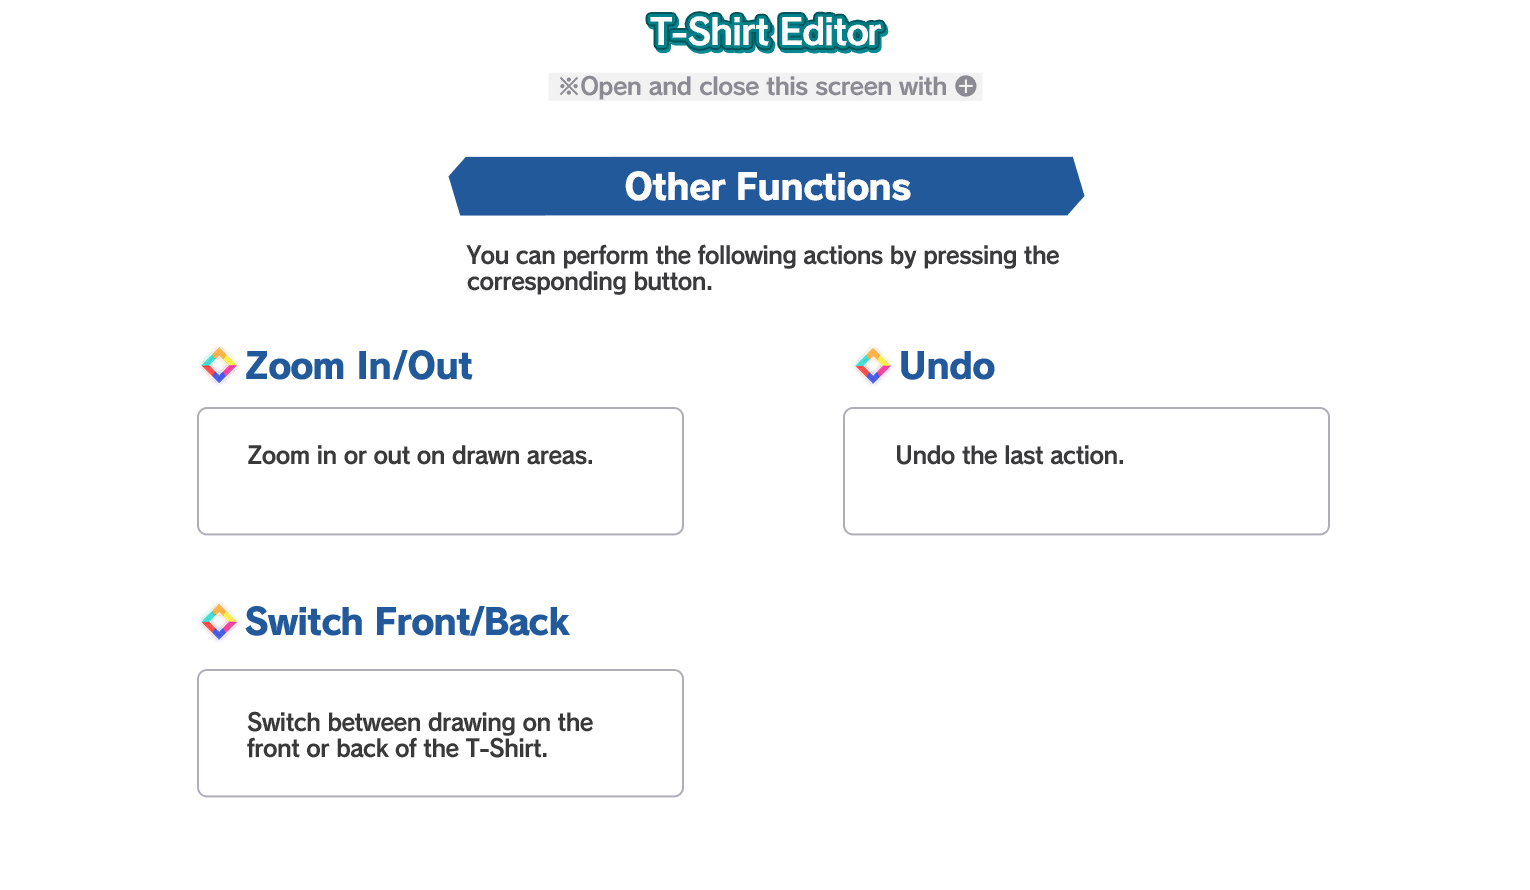 T-Shirt Editor
※Open and close this screen with ⊕
Other Functions
You can perform the following actions by pressing the
corresponding button.
Zoom In/Out
Undo
Zoom in or out on drawn areas.
Undo the last action.
Switch Front/Back
Switch between drawing on the
front or back of the T-Shirt.